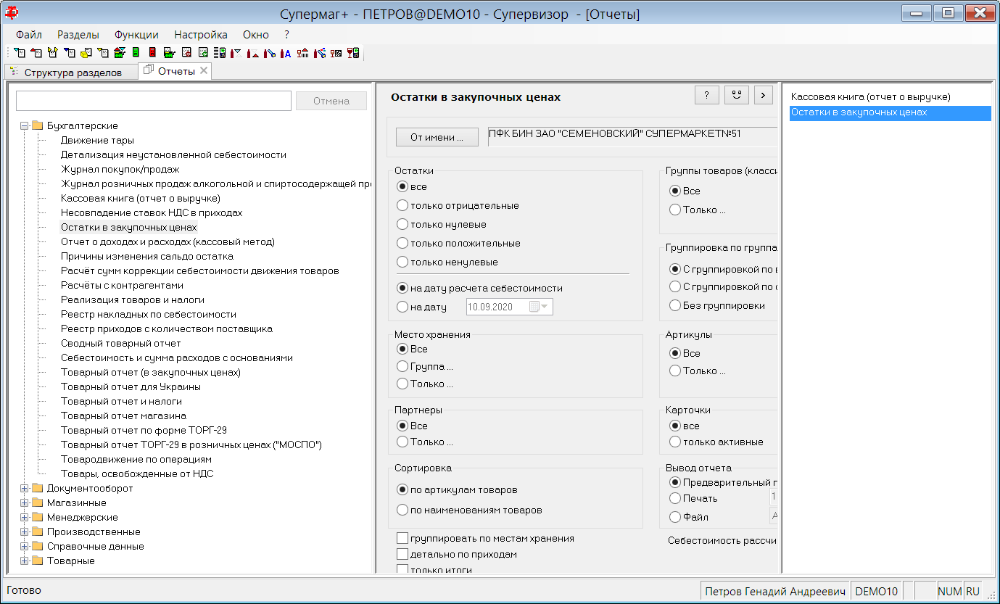 Супермаг+ - ПЕТРОВ@DEMO10 - Супервизор - [Отчеты]
Файл Разделы Функции Настройка Окно ?
Структура разделов Отчеты
Отмена
Бухгалтерские
Движение тары
Детализация неустановленной себестоимости
Журнал покупок/продаж
Журнал розничных продаж алкогольной и спиртосодержащей пр
Кассовая книга (отчет о выручке)
Несовпадение ставок НДС в приходах
Остатки в закупочных ценах
Отчет о доходах и расходах (кассовый метод)
Причины изменения сальдо остатка
Расчёт сумм коррекции себестоимости движения товаров
Расчёты с контрагентами
Реализация товаров и налоги
Реестр накладных по себестоимости
Реестр приходов с количеством поставщика
Сводный товарный отчет
Себестоимость и сумма расходов с основаниями
Товарный отчет (в закупочных ценах)
Товарный отчет для Украины
Товарный отчет и налоги
Товарный отчет магазина
Товарный отчет по форме ТОРГ-29
Товарный отчет ТОРГ-29 в розничных ценах ("МОСПО")
Товародвижение по операциям
Товары, освобожденные от НДС
Документооборот
Магазинные
Менеджерские
Производственные
Справочные данные
Товарные
Остатки в закупочных ценах
?
>
От имени ...
ПФК БИН ЗАО "СЕМЕНОВСКИЙ" СУПЕРМАРКЕТ№51
Остатки
все
только отрицательные
только нулевые
только положительные
только ненулевые
на дату расчета себестоимости
на дату 10.09.2020
Место хранения
Все
Группа ...
Только ...
Партнеры
Все
Только ...
Сортировка
по артикулам товаров
по наименованиям товаров
группировать по местам хранения
детально по приходам
только итоги
Группы товаров (класси
Все
Только ...
Группировка по группа
С группировкой по в
С группировкой по с
Без группировки
Артикулы
Все
Только ...
Карточки
все
только активные
Вывод отчета
Предварительный п
Печать 1
Файл A
Себестоимость рассчи
Кассовая книга (отчет о выручке)
Остатки в закупочных ценах
Готово
Петров Генадий Андреевич DEMO10 NUM RU